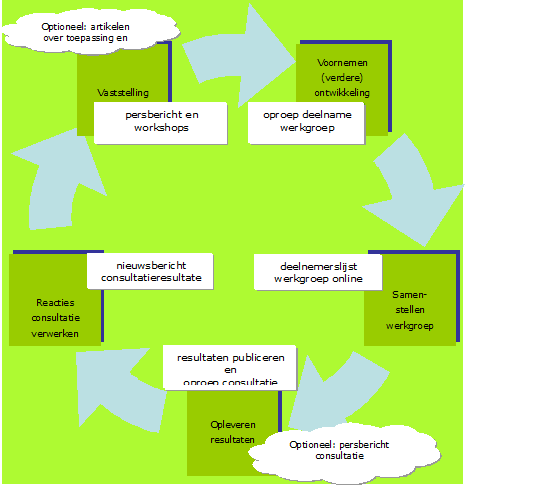 Optioneel: artikelen
over toepassing en
Vaststelling
persbericht en
workshops
Voornemen
(verdere)
ontwikkeling
oproep deelname
werkgroep
deelnemerslijst
werkgroep online
Samen-
stellen
werkgroep
resultaten publiceren
en
oproep consultatie
Opleveren
resultaten
Optioneel: persbericht
consultatie
nieuwsbericht
consultatieresultate
Reacties
consultatie
verwerken